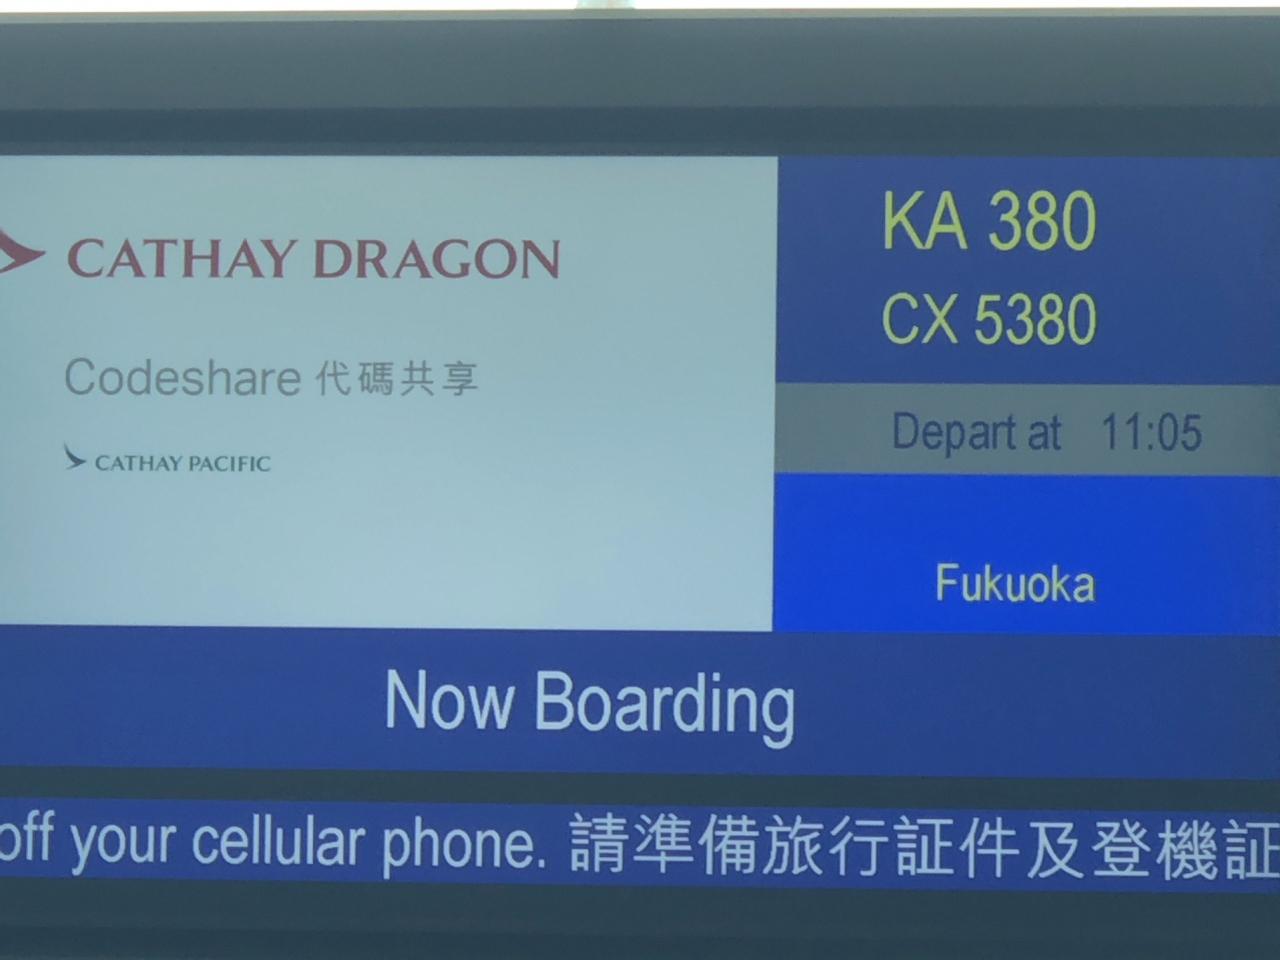 CATHAY DRAGON
Codeshare 代碼共享
CATHAY PACIFIC
KA 380
CX 5380
Depart at 11:05
Fukuoka
Now Boarding
off your cellular phone. 請準備旅行証件及登機証